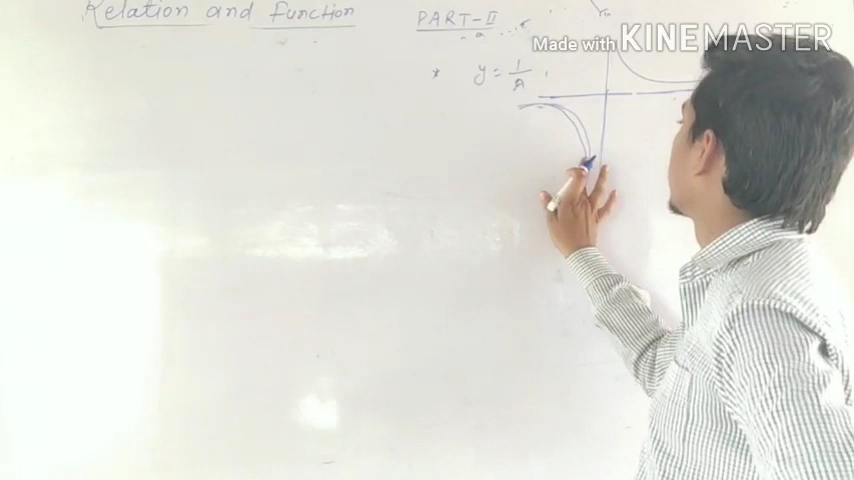 Relation and function
PART-II
Made with KINEMASTER
* y = 1/x